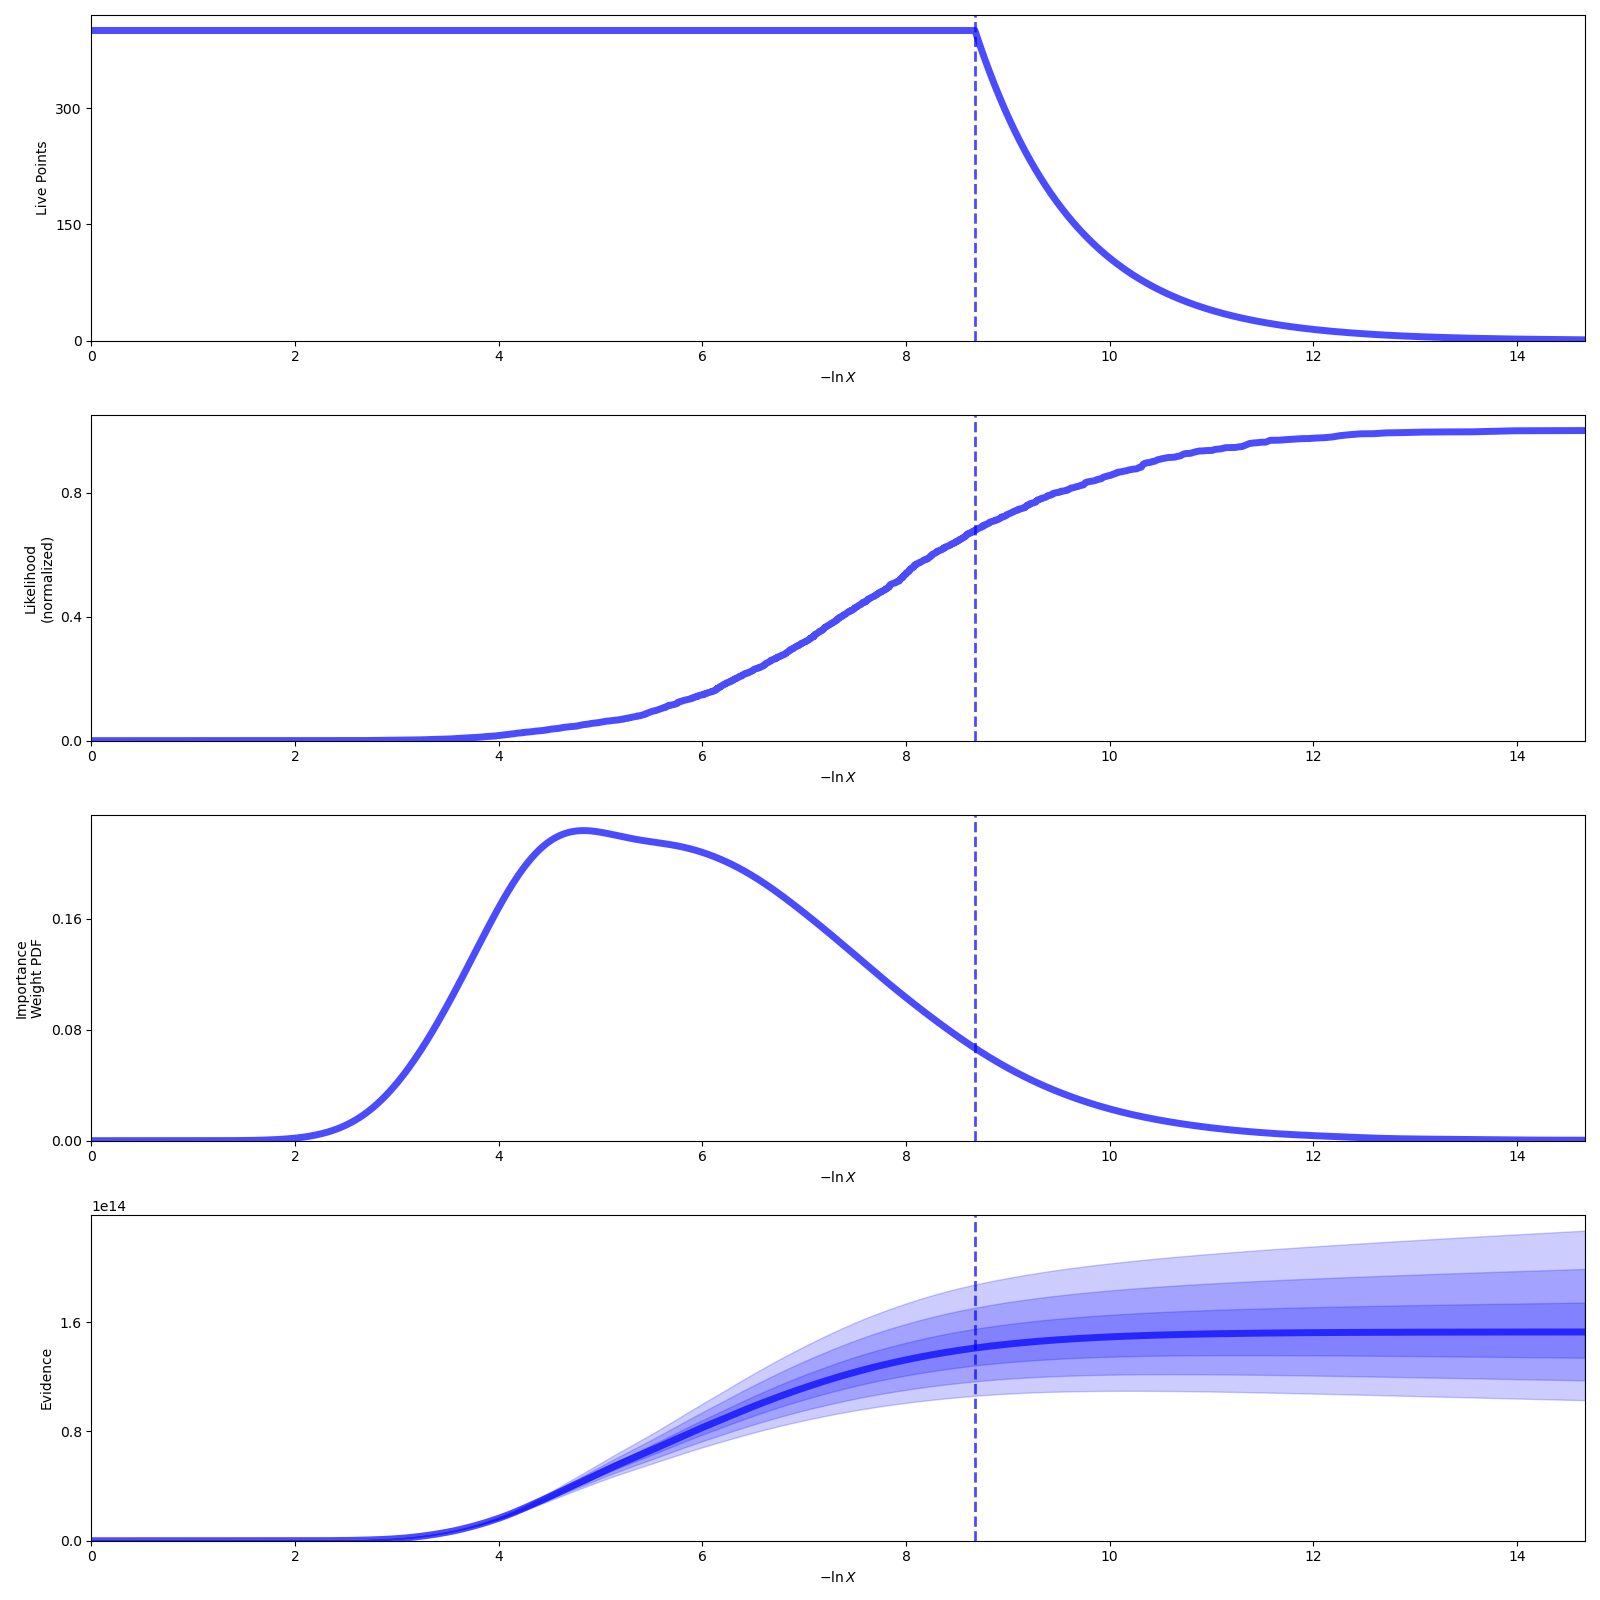 300
150
0
Live Points
0 2 4 6 8 10 12 14
−ln X
0.8
0.4
0.0
Likelihood
(normalized)
0 2 4 6 8 10 12 14
−ln X
0.16
0.08
0.00
Importance
Weight PDF
0 2 4 6 8 10 12 14
−ln X
1e14
1.6
0.8
0.0
Evidence
0 2 4 6 8 10 12 14
−ln X